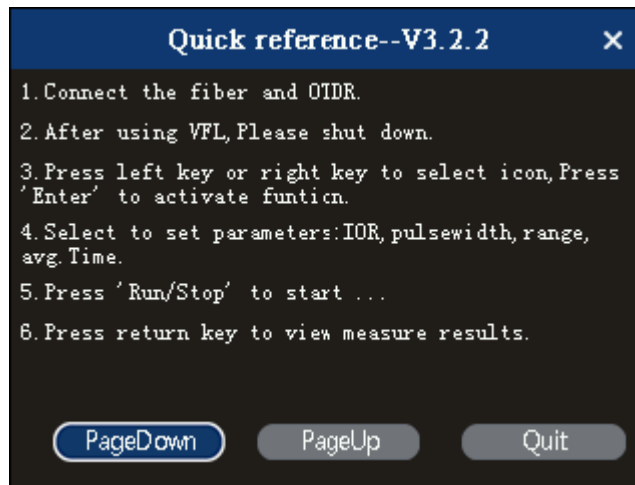 Quick reference--V3.2.2 ×
1.Connect the fiber and OTDR.
2.After using VFL,Please shut down.
3.Press left key or right key to select icon,Press
'Enter' to activate funticn.
4.Select to set parameters:IOR,pulsewidth,range,
avg.Time.
5.Press 'Run/Stop' to start ...
6.Press return key to view measure results.
PageDown PageUp Quit